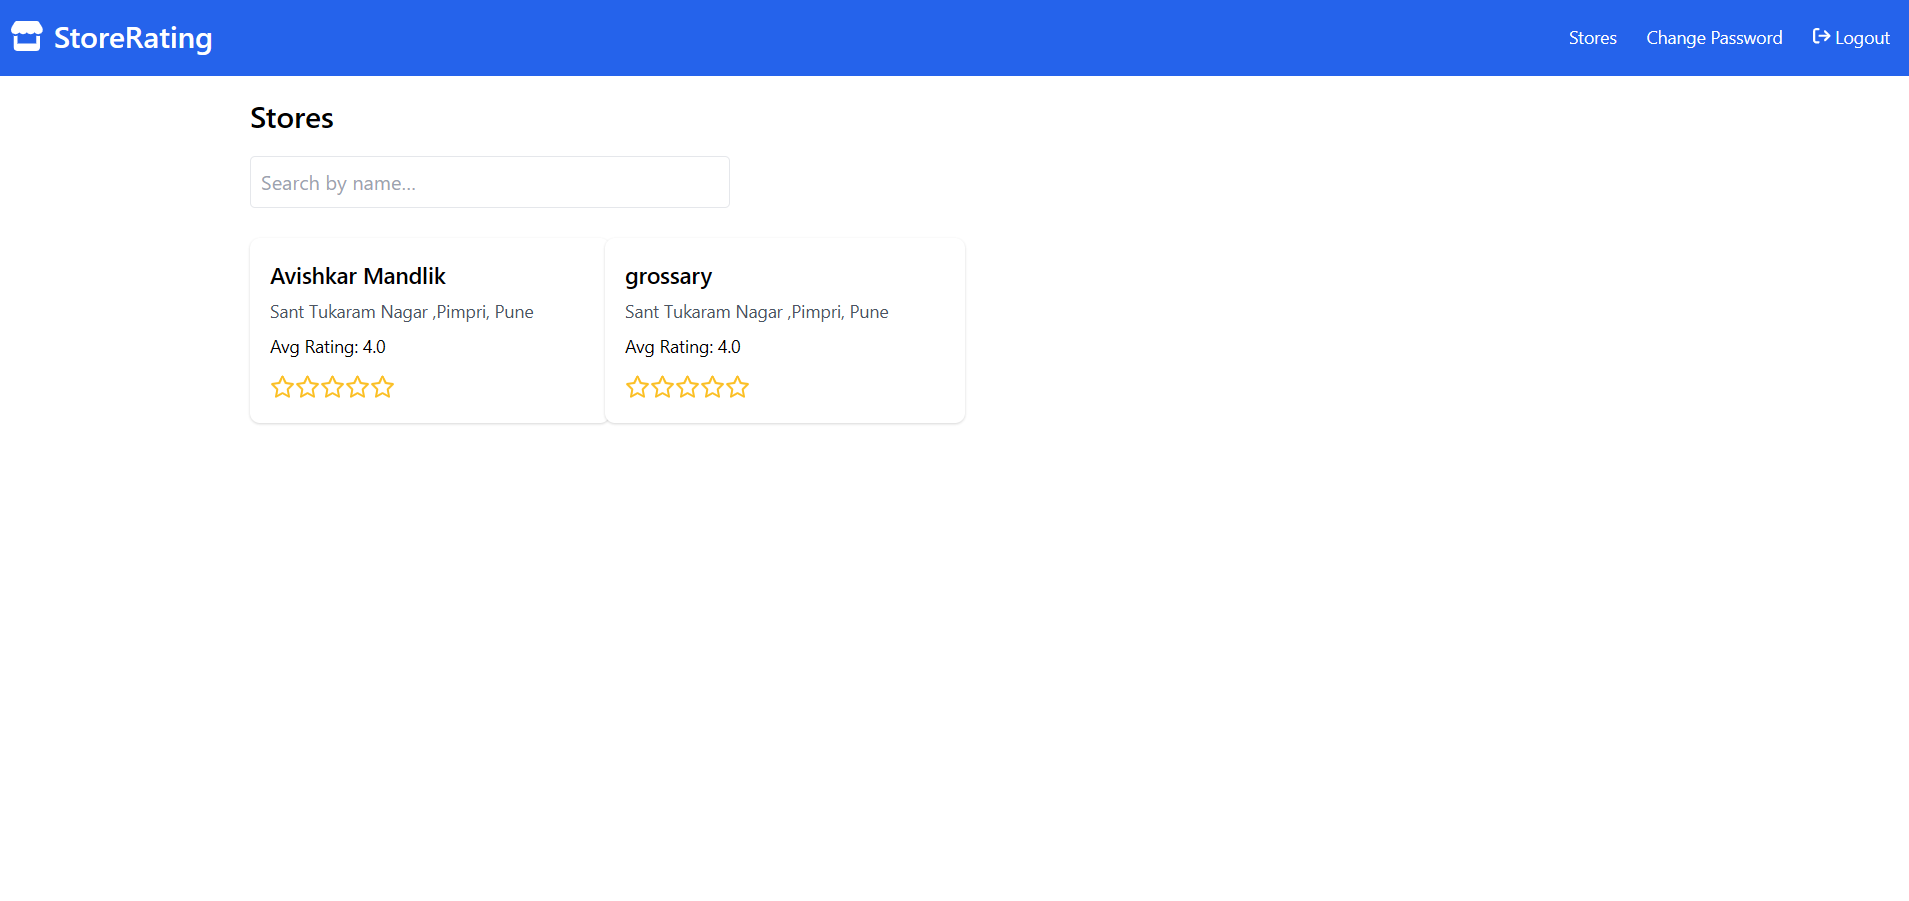 StoreRating
Stores
Change Password
Logout
Stores
Search by name...
Avishkar Mandlik
Sant Tukaram Nagar ,Pimpri, Pune
Avg Rating: 4.0
grossary
Sant Tukaram Nagar ,Pimpri, Pune
Avg Rating: 4.0